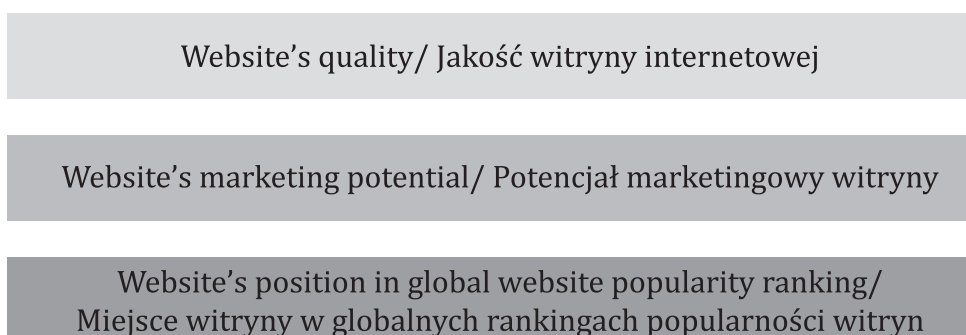 Website’s quality/ Jakość witryny internetowej
Website’s marketing potential/ Potencjał marketingowy witryny
Website’s position in global website popularity ranking/
Miejsce witryny w globalnych rankingach popularności witryn